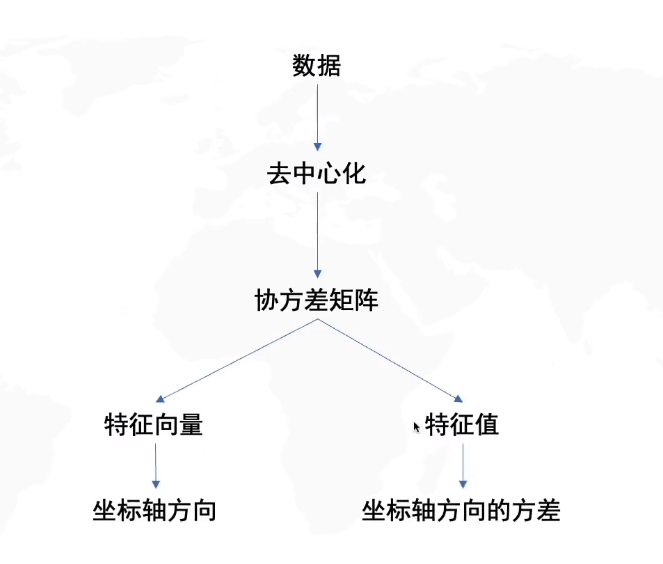 数据
去中心化
协方差矩阵
特征向量
特征值
坐标轴方向
坐标轴方向的方差